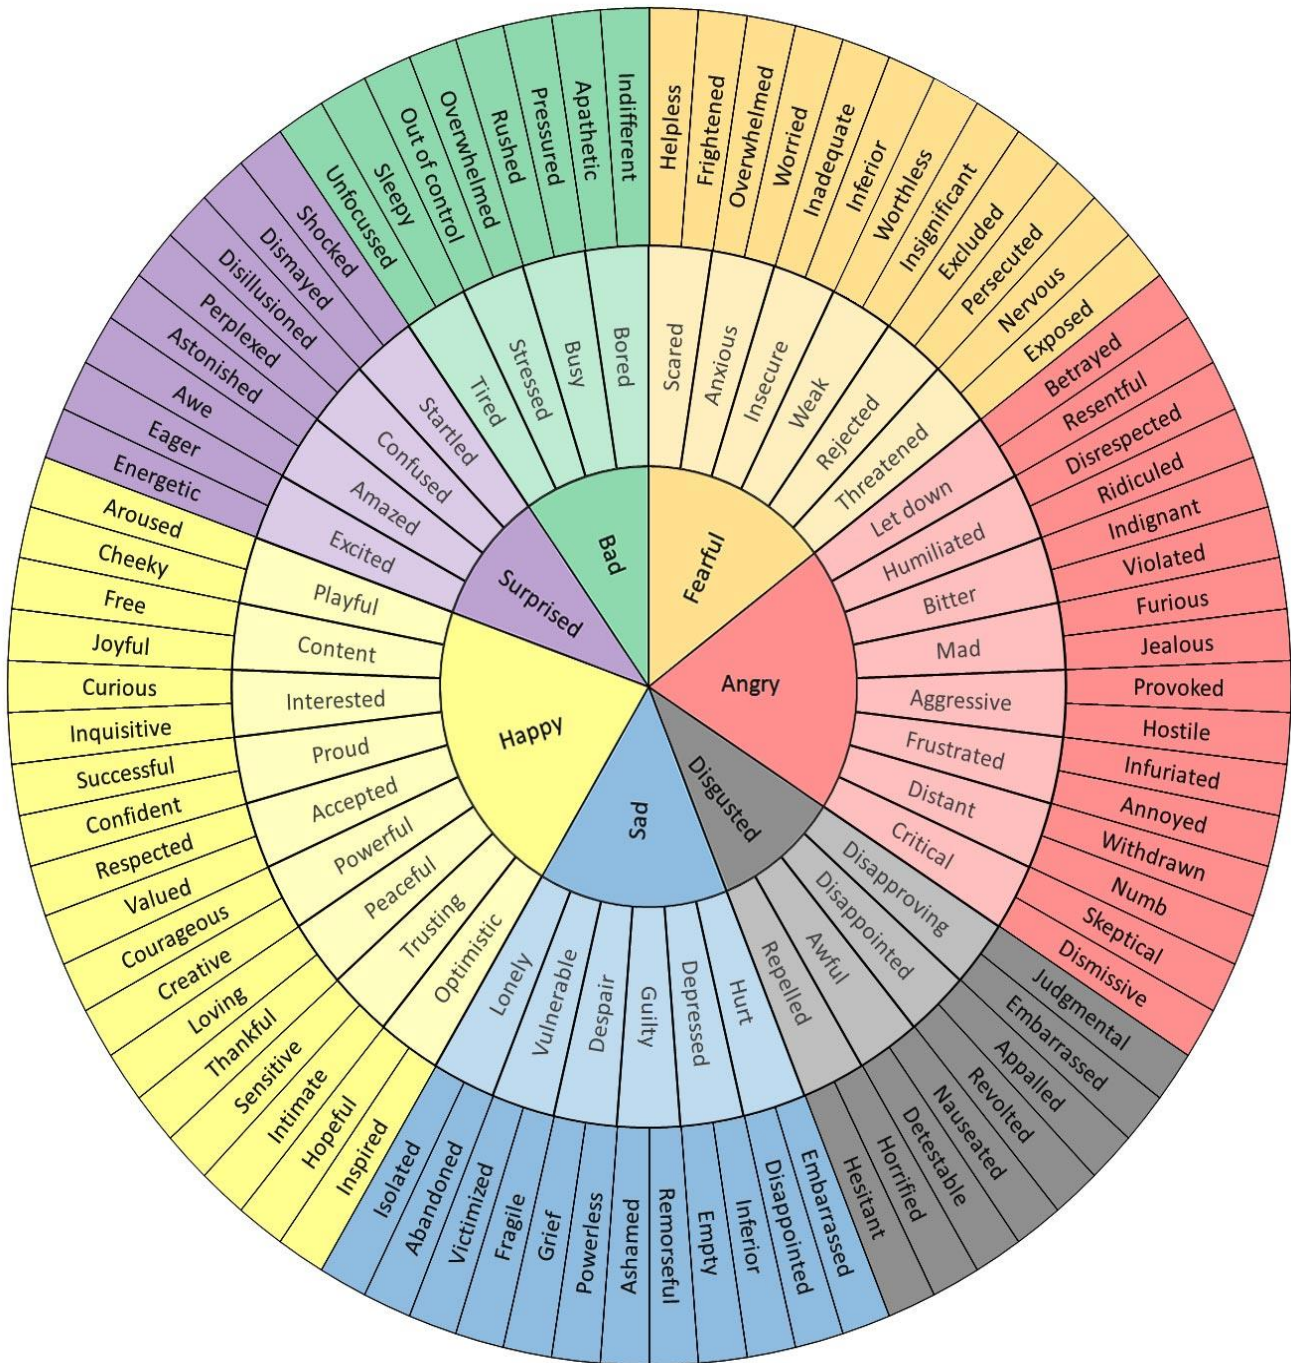 Fearful
Angry
Disgusted
Sad
Happy
Surprised
Bad
Scared
Anxious
Insecure
Weak
Rejected
Threatened
Let down
Humiliated
Bitter
Mad
Aggressive
Frustrated
Distant
Critical
Disapproving
Disappointed
Awful
Repelled
Hurt
Depressed
Guilty
Despair
Vulnerable
Lonely
Optimistic
Trusting
Peaceful
Powerful
Accepted
Proud
Interested
Content
Playful
Excited
Amazed
Confused
Startled
Tired
Stressed
Busy
Bored
Helpless
Frightened
Overwhelmed
Worried
Inadequate
Inferior
Worthless
Insignificant
Excluded
Persecuted
Nervous
Exposed
Betrayed
Resentful
Disrespected
Ridiculed
Indignant
Violated
Furious
Jealous
Provoked
Hostile
Infuriated
Annoyed
Withdrawn
Numb
Skeptical
Dismissive
Judgmental
Embarrassed
Appalled
Revolted
Nauseated
Detestable
Horrified
Hesitant
Embarrassed
Disappointed
Inferior
Empty
Remorseful
Ashamed
Powerless
Grief
Fragile
Victimized
Abandoned
Isolated
Inspired
Hopeful
Intimate
Sensitive
Thankful
Loving
Creative
Courageous
Valued
Respected
Confident
Successful
Inquisitive
Curious
Joyful
Free
Cheeky
Aroused
Energetic
Eager
Awe
Astonished
Perplexed
Disillusioned
Dismayed
Shocked
Unfocussed
Sleepy
Out of control
Overwhelmed
Rushed
Pressured
Apathetic
Indifferent